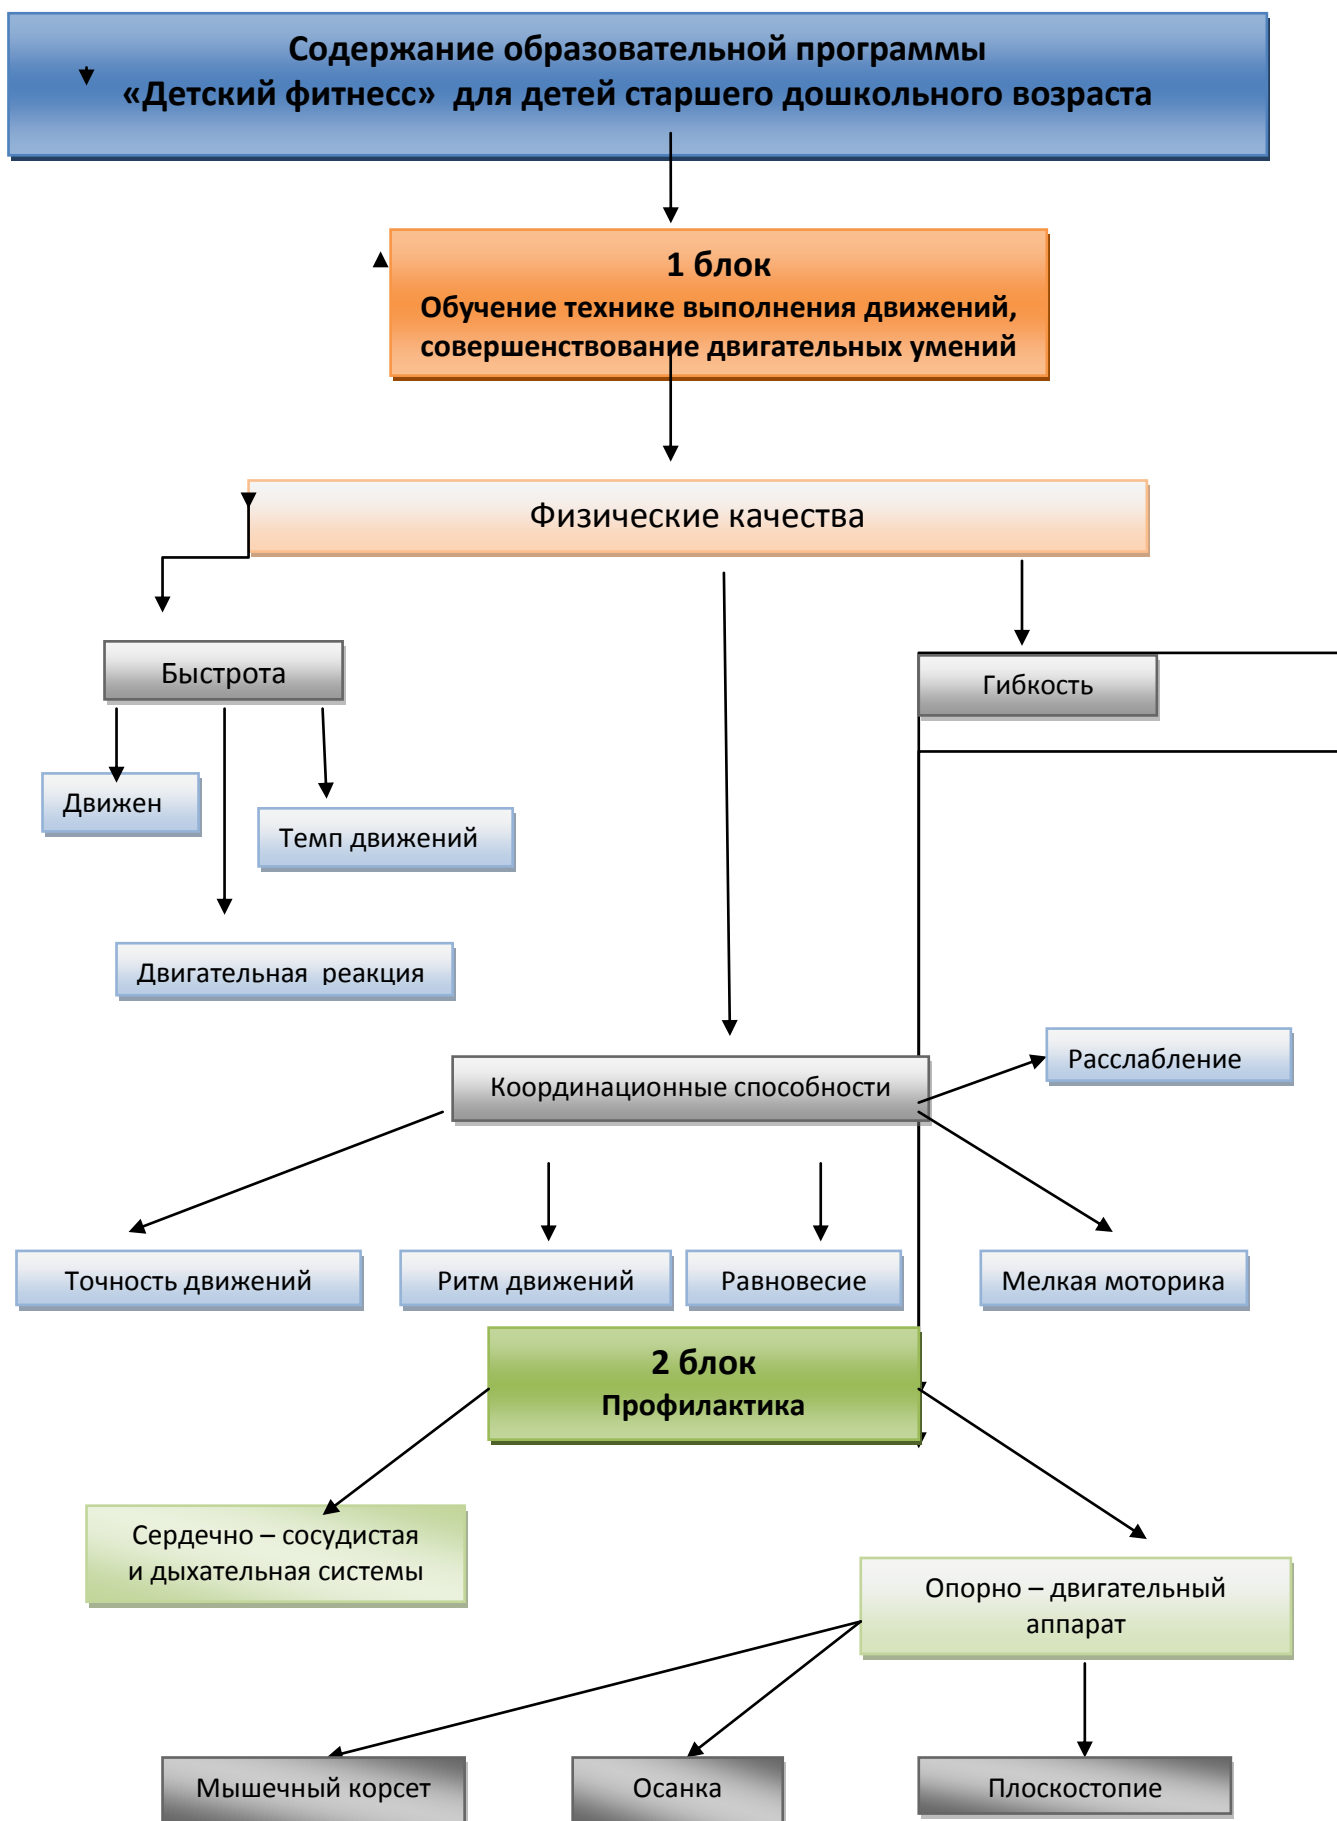 Содержание образовательной программы
«Детский фитнесс» для детей старшего дошкольного возраста
1 блок
Обучение технике выполнения движений,
совершенствование двигательных умений
Физические качества
Быстрота
Гибкость
Движен
Темп движений
Двигательная реакция
Расслабление
Координационные способности
Точность движений
Ритм движений
Равновесие
Мелкая моторика
2 блок
Профилактика
Сердечно – сосудистая
и дыхательная системы
Опорно – двигательный
аппарат
Мышечный корсет
Осанка
Плоскостопие